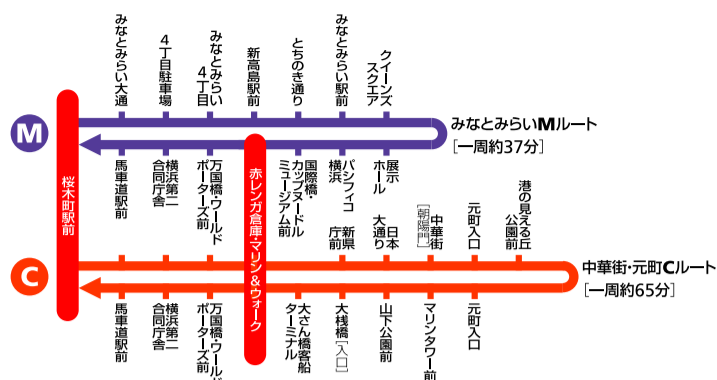 みなとみらい大通
4丁目駐車場
みなとみらい
4丁目
新高島駅前
とちのき通り
みなとみらい駅前
クイーンズ
スクエア
M
みなとみらいMルート
[一周約37分]
桜木町駅前
馬車道駅前
横浜第二
合同庁舎
万国橋・ワールド
ポーターズ前
赤レンガ倉庫・マリン&ウォーク
国際橋・
カップヌードル
ミュージアム前
パシフィコ
横浜
展示
ホール
新県
庁前
日本
大通り
中華街
[朝陽門]
元町入口
港の見える丘
公園前
C
中華街・元町Cルート
[一周約65分]
馬車道駅前
横浜第二
合同庁舎
万国橋・ワールド
ポーターズ前
大さん橋客船
ターミナル
大桟橋[入口]
山下公園前
マリンタワー前
元町入口